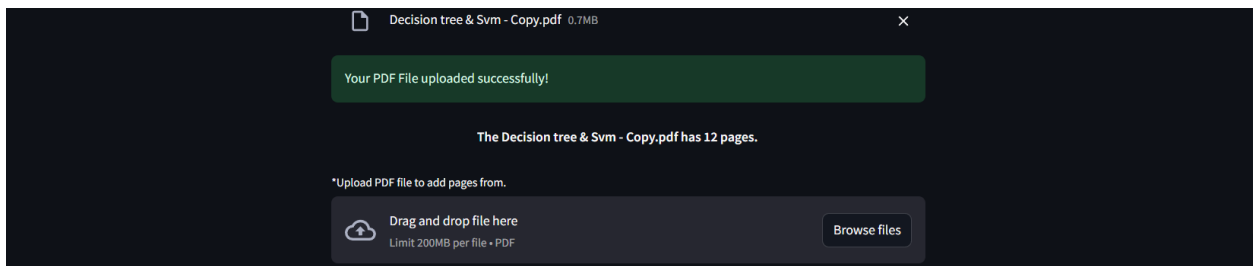 Decision tree & Svm - Copy.pdf 0.7MB
Your PDF File uploaded successfully!
The Decision tree & Svm - Copy.pdf has 12 pages.
*Upload PDF file to add pages from.
Drag and drop file here
Browse files
Limit 200MB per file • PDF